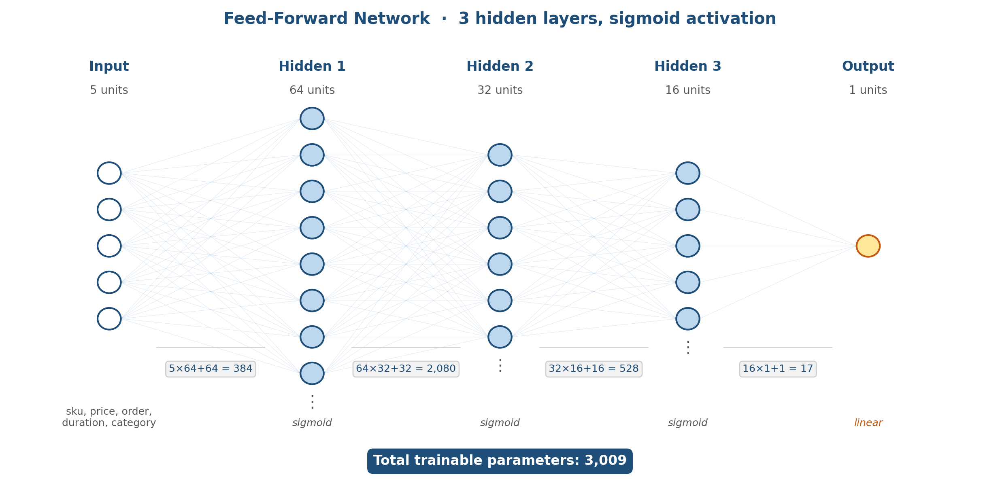 Feed-Forward Network · 3 hidden layers, sigmoid activation
Input
Hidden 1
Hidden 2
Hidden 3
Output
5 units
64 units
32 units
16 units
1 units
5×64+64 = 384
64×32+32 = 2,080
32×16+16 = 528
16×1+1 = 17
sku, price, order,
duration, category
sigmoid
sigmoid
sigmoid
linear
Total trainable parameters: 3,009